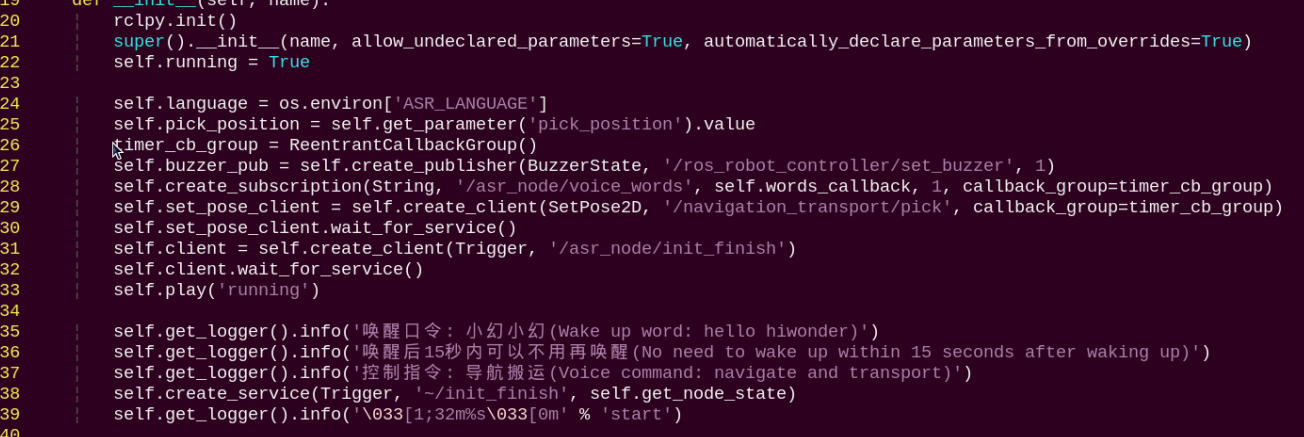 19 def __init__(self, name):
20 rclpy.init()
21 super().__init__(name, allow_undeclared_parameters=True, automatically_declare_parameters_from_overrides=True)
22 self.running = True
23
24 self.language = os.environ['ASR_LANGUAGE']
25 self.pick_position = self.get_parameter('pick_position').value
26 timer_cb_group = ReentrantCallbackGroup()
27 self.buzzer_pub = self.create_publisher(BuzzerState, '/ros_robot_controller/set_buzzer', 1)
28 self.create_subscription(String, '/asr_node/voice_words', self.words_callback, 1, callback_group=timer_cb_group)
29 self.set_pose_client = self.create_client(SetPose2D, '/navigation_transport/pick', callback_group=timer_cb_group)
30 self.set_pose_client.wait_for_service()
31 self.client = self.create_client(Trigger, '/asr_node/init_finish')
32 self.client.wait_for_service()
33 self.play('running')
34
35 self.get_logger().info('唤醒口令: 小幻小幻(Wake up word: hello hiwonder)')
36 self.get_logger().info('唤醒后15秒内可以不用再唤醒(No need to wake up within 15 seconds after waking up)')
37 self.get_logger().info('控制指令: 导航搬运(Voice command: navigate and transport)')
38 self.create_service(Trigger, '~/init_finish', self.get_node_state)
39 self.get_logger().info('\033[1;32m%s\033[0m' % 'start')
40